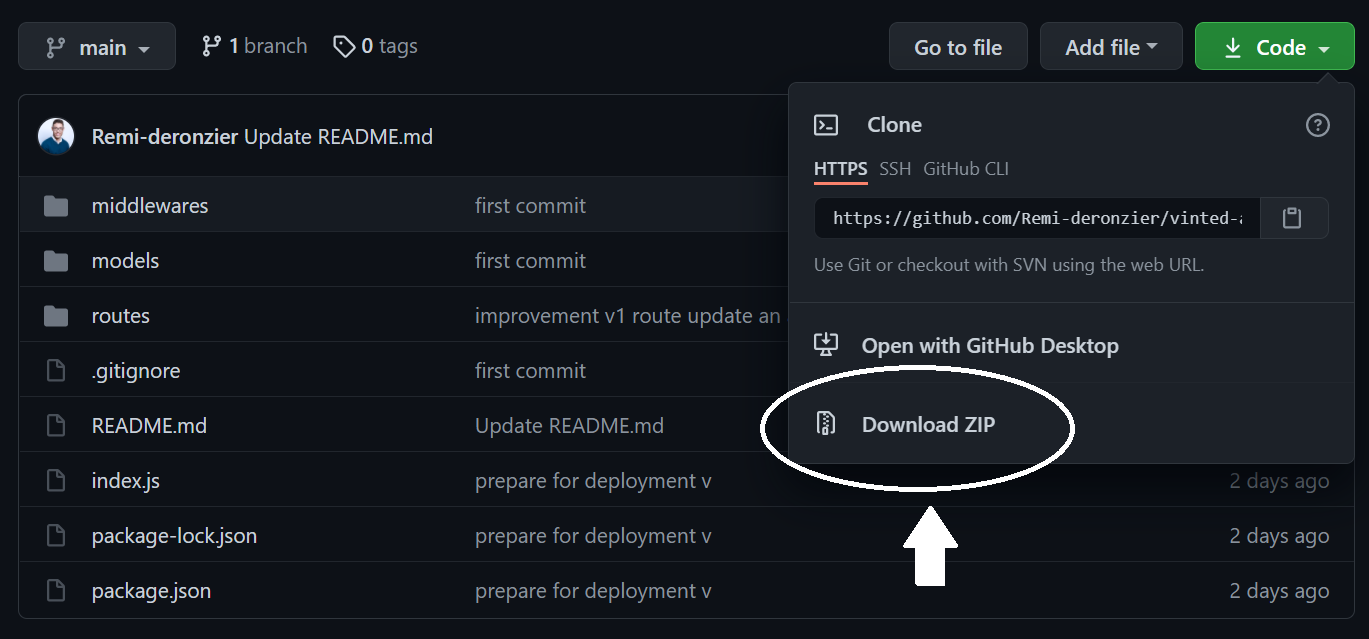 main 1 branch 0 tags Go to file Add file Code
Remi-deronzier Update README.md
Clone
HTTPS SSH GitHub CLI
https://github.com/Remi-deronzier/vinted-
Use Git or checkout with SVN using the web URL.
Open with GitHub Desktop
Download ZIP
middlewares first commit
models first commit
routes improvement v1 route update an
.gitignore first commit
README.md Update README.md
index.js prepare for deployment v 2 days ago
package-lock.json prepare for deployment v 2 days ago
package.json prepare for deployment v 2 days ago